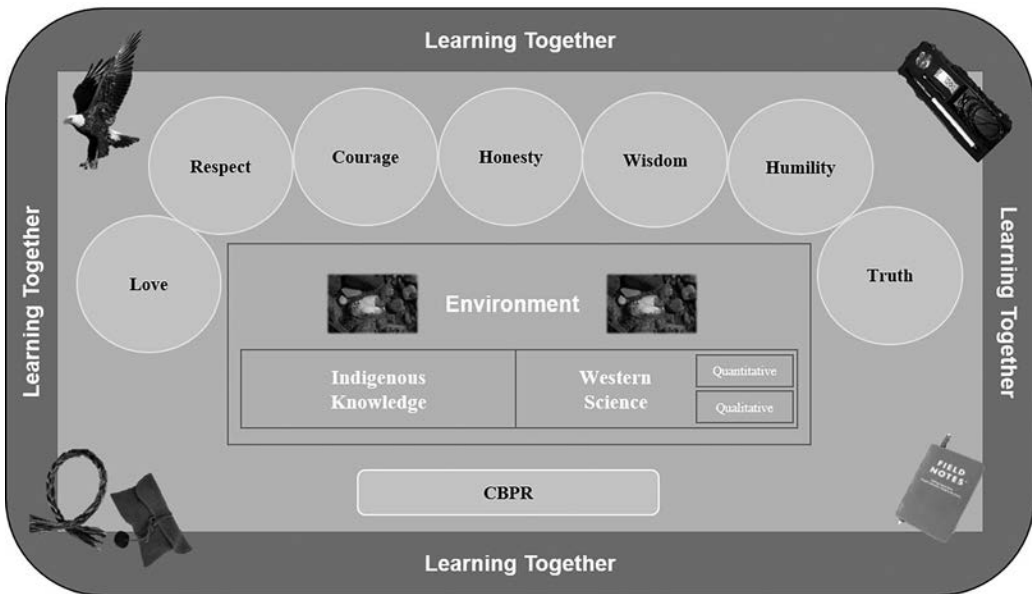 Learning Together
Respect
Courage
Honesty
Wisdom
Humility
Love
Truth
Learning Together
Learning Together
Environment
Indigenous
Knowledge
Western
Science
Quantitative
Qualitative
CBPR
FIELD
NOTES
Learning Together